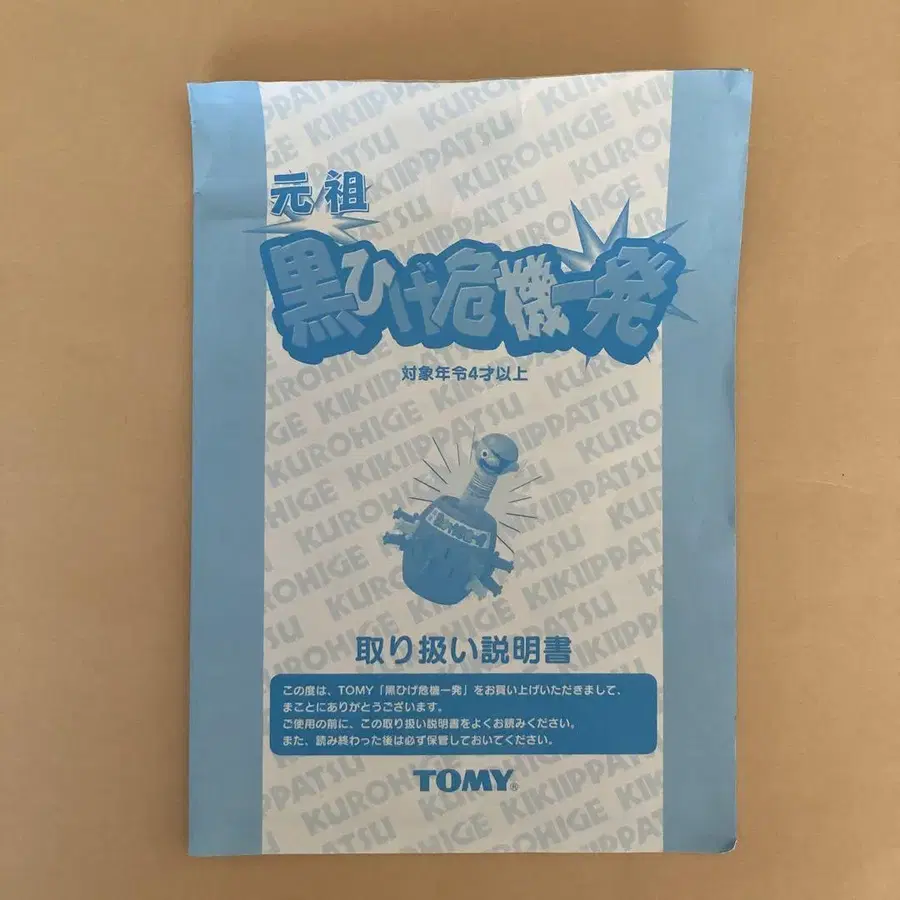 元祖
黒ひげ危機一発
対象年令4才以上
取り扱い説明書
この度は、TOMY「黒ひげ危機一発」をお買い上げいただきまして、
まことにありがとうございます。
ご使用の前に、この取り扱い説明書をよくお読みください。
また、読み終わった後は必ず保管しておいてください。
TOMY®
KUROHIGE KIKIIPPATSU